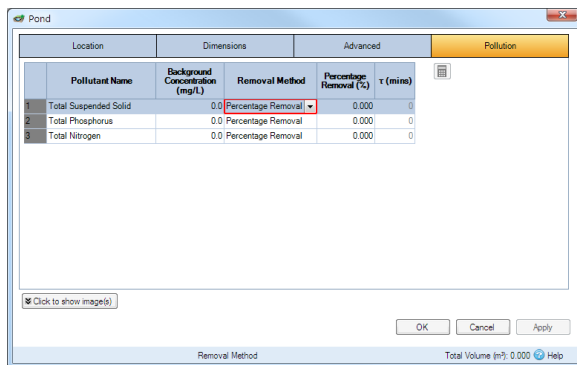 Pond
Location Dimensions Advanced Pollution
Pollutant Name Background Concentration (mg/L) Removal Method Percentage Removal (%) τ (mins)
1 Total Suspended Solid 0.0 Percentage Removal 0.000 0
2 Total Phosphorus 0.0 Percentage Removal 0.000 0
3 Total Nitrogen 0.0 Percentage Removal 0.000 0
Click to show image(s)
OK Cancel Apply
Removal Method Total Volume (m³): 0.000 Help